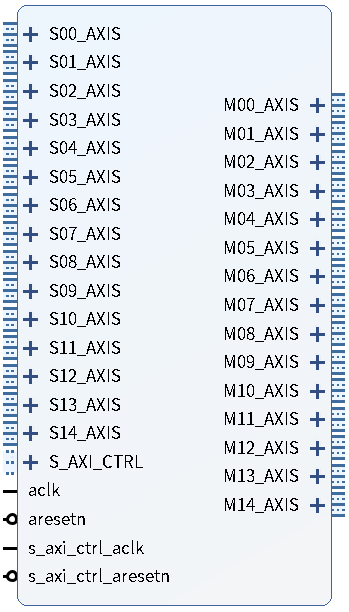 S00_AXIS
S01_AXIS
S02_AXIS
S03_AXIS
S04_AXIS
S05_AXIS
S06_AXIS
S07_AXIS
S08_AXIS
S09_AXIS
S10_AXIS
S11_AXIS
S12_AXIS
S13_AXIS
S14_AXIS
S_AXI_CTRL
aclk
aresetn
s_axi_ctrl_aclk
s_axi_ctrl_aresetn
M00_AXIS
M01_AXIS
M02_AXIS
M03_AXIS
M04_AXIS
M05_AXIS
M06_AXIS
M07_AXIS
M08_AXIS
M09_AXIS
M10_AXIS
M11_AXIS
M12_AXIS
M13_AXIS
M14_AXIS